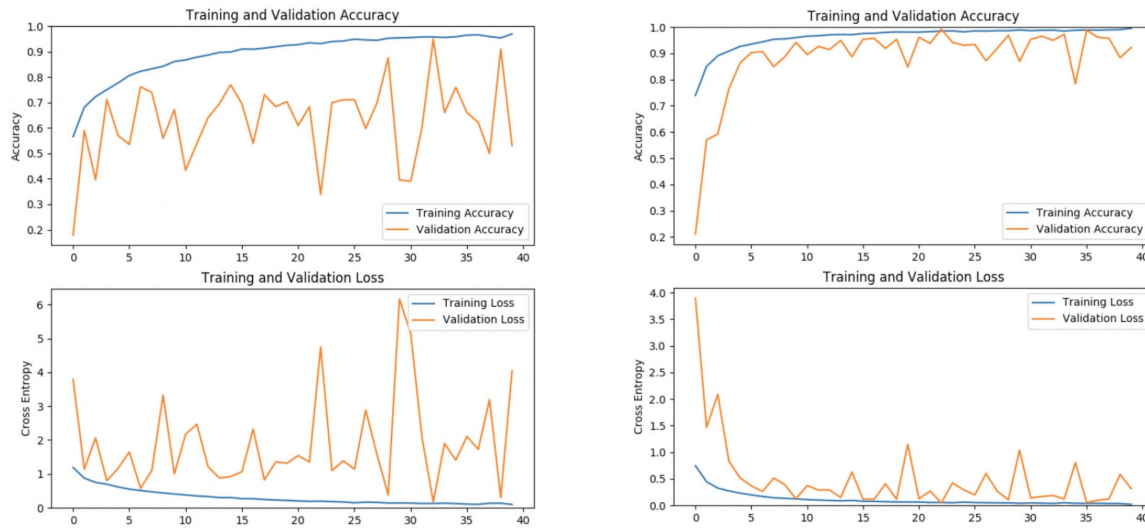 Training and Validation Accuracy
1.0
0.9
0.8
0.7
0.6
0.5
0.4
0.3
0.2
Accuracy
Training Accuracy
Validation Accuracy
0 5 10 15 20 25 30 35 40
Training and Validation Loss
6
5
4
3
2
1
0
Cross Entropy
Training Loss
Validation Loss
0 5 10 15 20 25 30 35 40
Training and Validation Accuracy
1.0
0.9
0.8
0.7
0.6
0.5
0.4
0.3
0.2
Accuracy
Training Accuracy
Validation Accuracy
0 5 10 15 20 25 30 35 40
Training and Validation Loss
4.0
3.5
3.0
2.5
2.0
1.5
1.0
0.5
0.0
Cross Entropy
Training Loss
Validation Loss
0 5 10 15 20 25 30 35 40